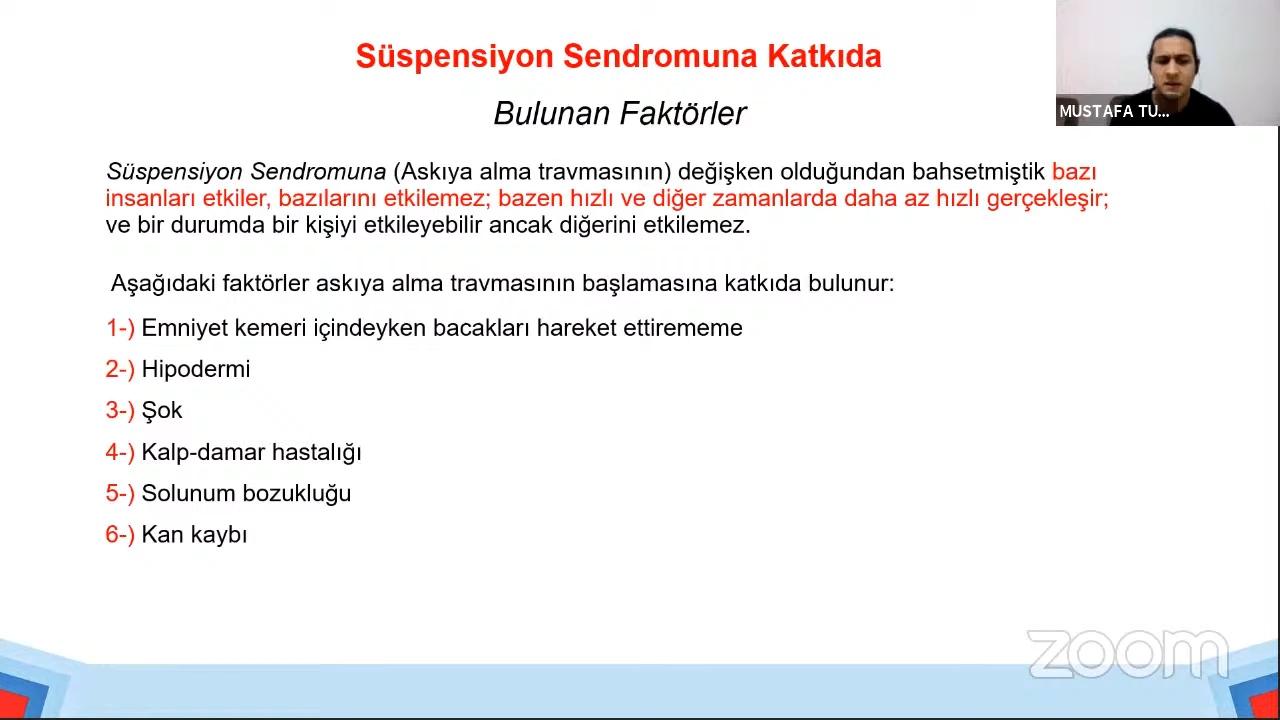 Süspensiyon Sendromuna Katkıda
Bulunan Faktörler
MUSTAFA TU...
Süspensiyon Sendromuna (Askıya alma travmasının) değişken olduğundan bahsetmiştik bazı
insanları etkiler, bazılarını etkilemez; bazen hızlı ve diğer zamanlarda daha az hızlı gerçekleşir;
ve bir durumda bir kişiyi etkileyebilir ancak diğerini etkilemez.
Aşağıdaki faktörler askıya alma travmasının başlamasına katkıda bulunur:
1-) Emniyet kemeri içindeyken bacakları hareket ettirememe
2-) Hipodermi
3-) Şok
4-) Kalp-damar hastalığı
5-) Solunum bozukluğu
6-) Kan kaybı
zoom